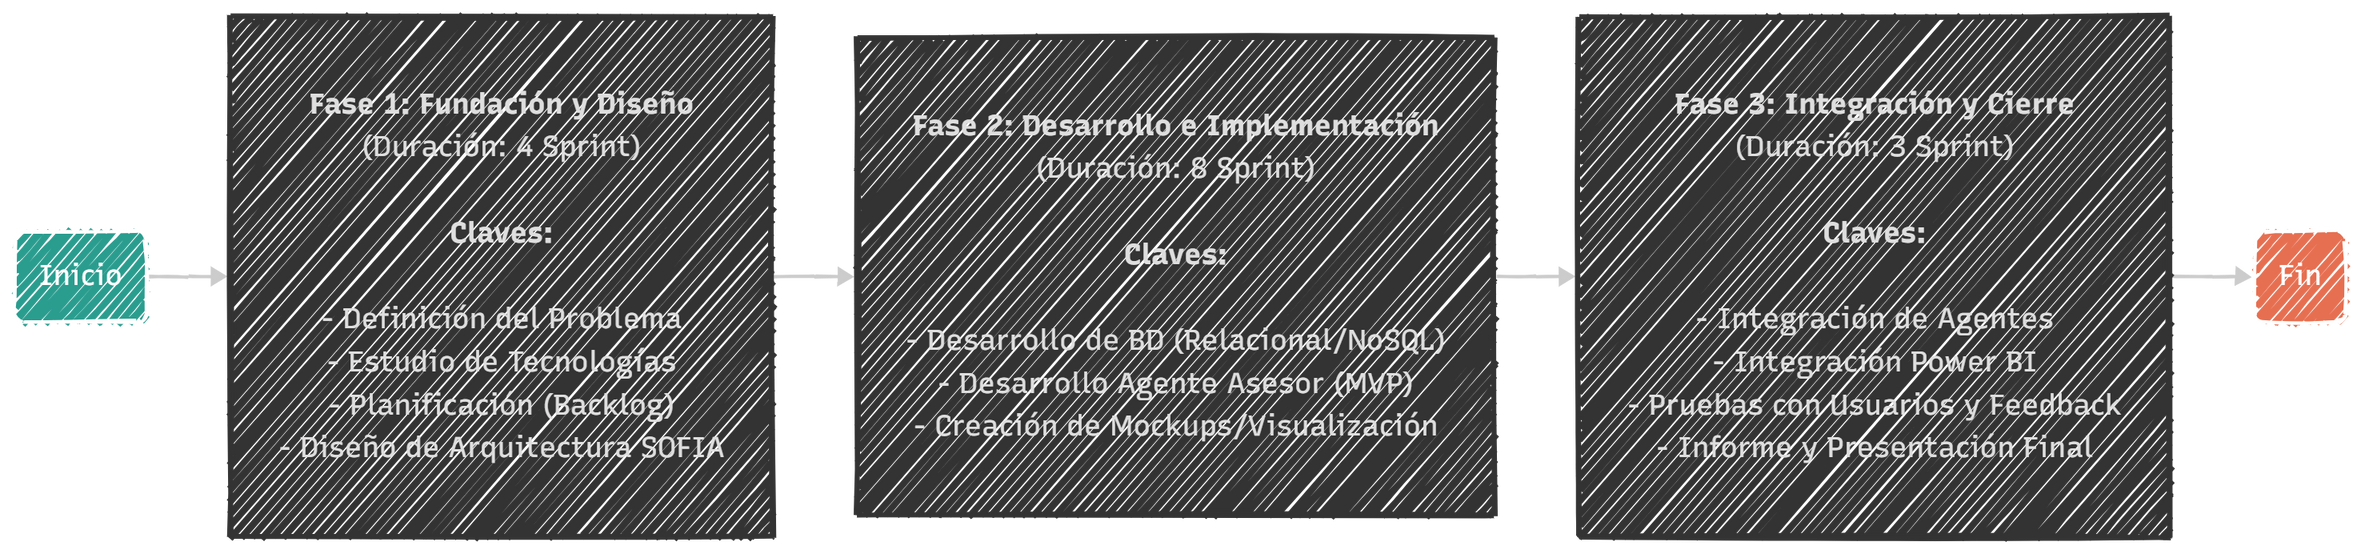 Inicio
Fase 1: Fundación y Diseño
(Duración: 4 Sprint)
Claves:
- Definición del Problema
- Estudio de Tecnologías
- Planificación (Backlog)
- Diseño de Arquitectura SOFIA
Fase 2: Desarrollo e Implementación
(Duración: 8 Sprint)
Claves:
- Desarrollo de BD (Relacional/NoSQL)
- Desarrollo Agente Asesor (MVP)
- Creación de Mockups/Visualización
Fase 3: Integración y Cierre
(Duración: 3 Sprint)
Claves:
- Integración de Agentes
- Integración Power BI
- Pruebas con Usuarios y Feedback
- Informe y Presentación Final
Fin